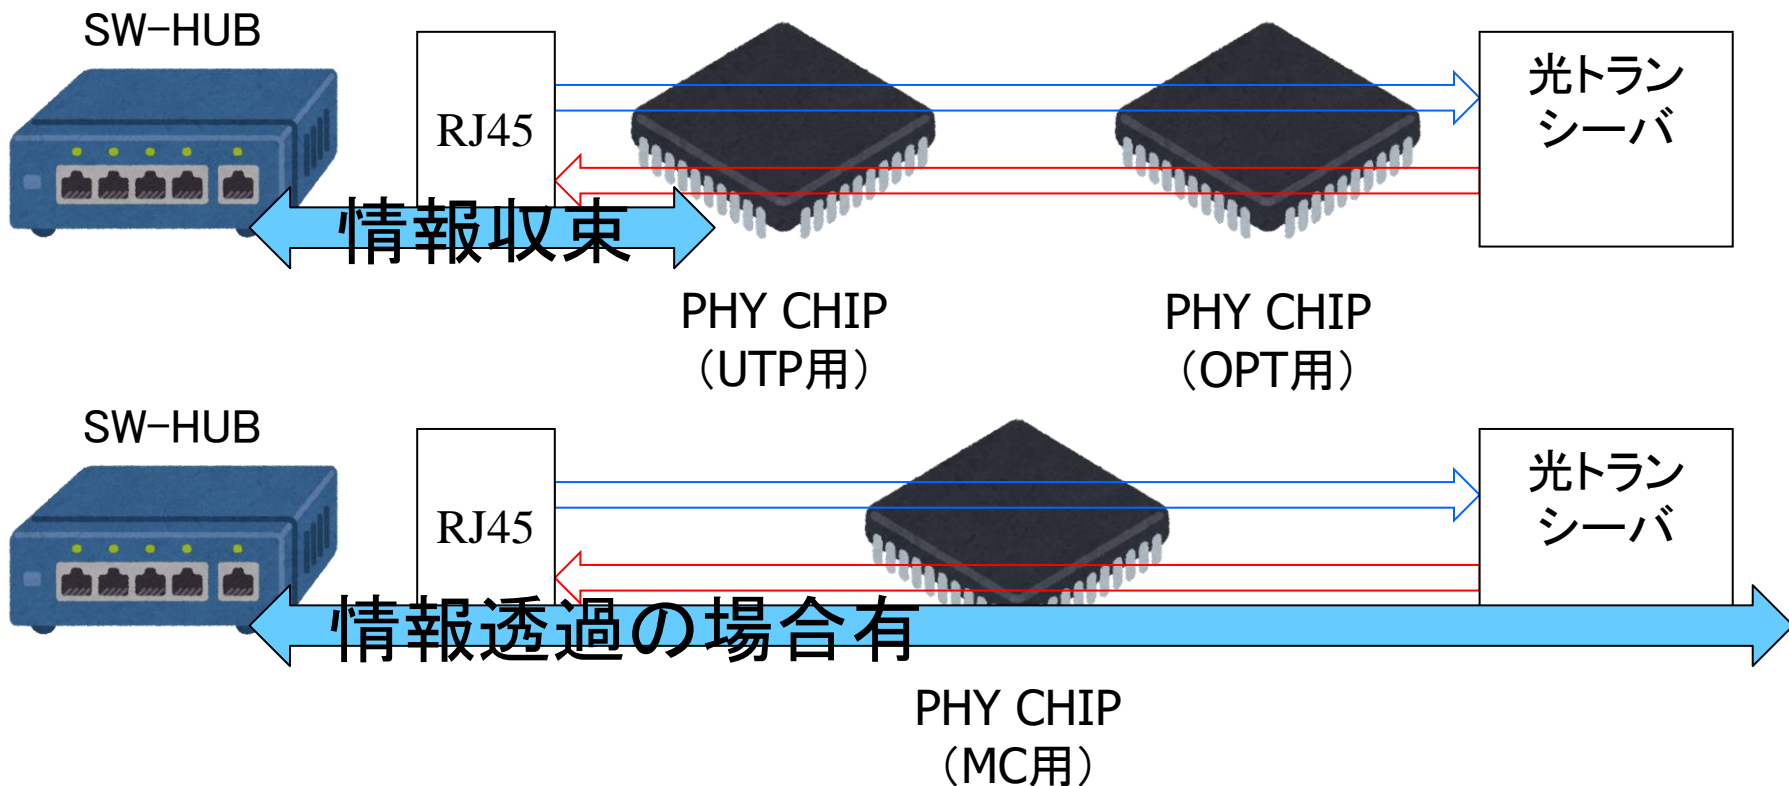 SW-HUB
RJ45
光トラン
シーバ
情報収束
PHY CHIP
（UTP用）
PHY CHIP
（OPT用）
SW-HUB
RJ45
光トラン
シーバ
情報透過の場合有
PHY CHIP
（MC用）